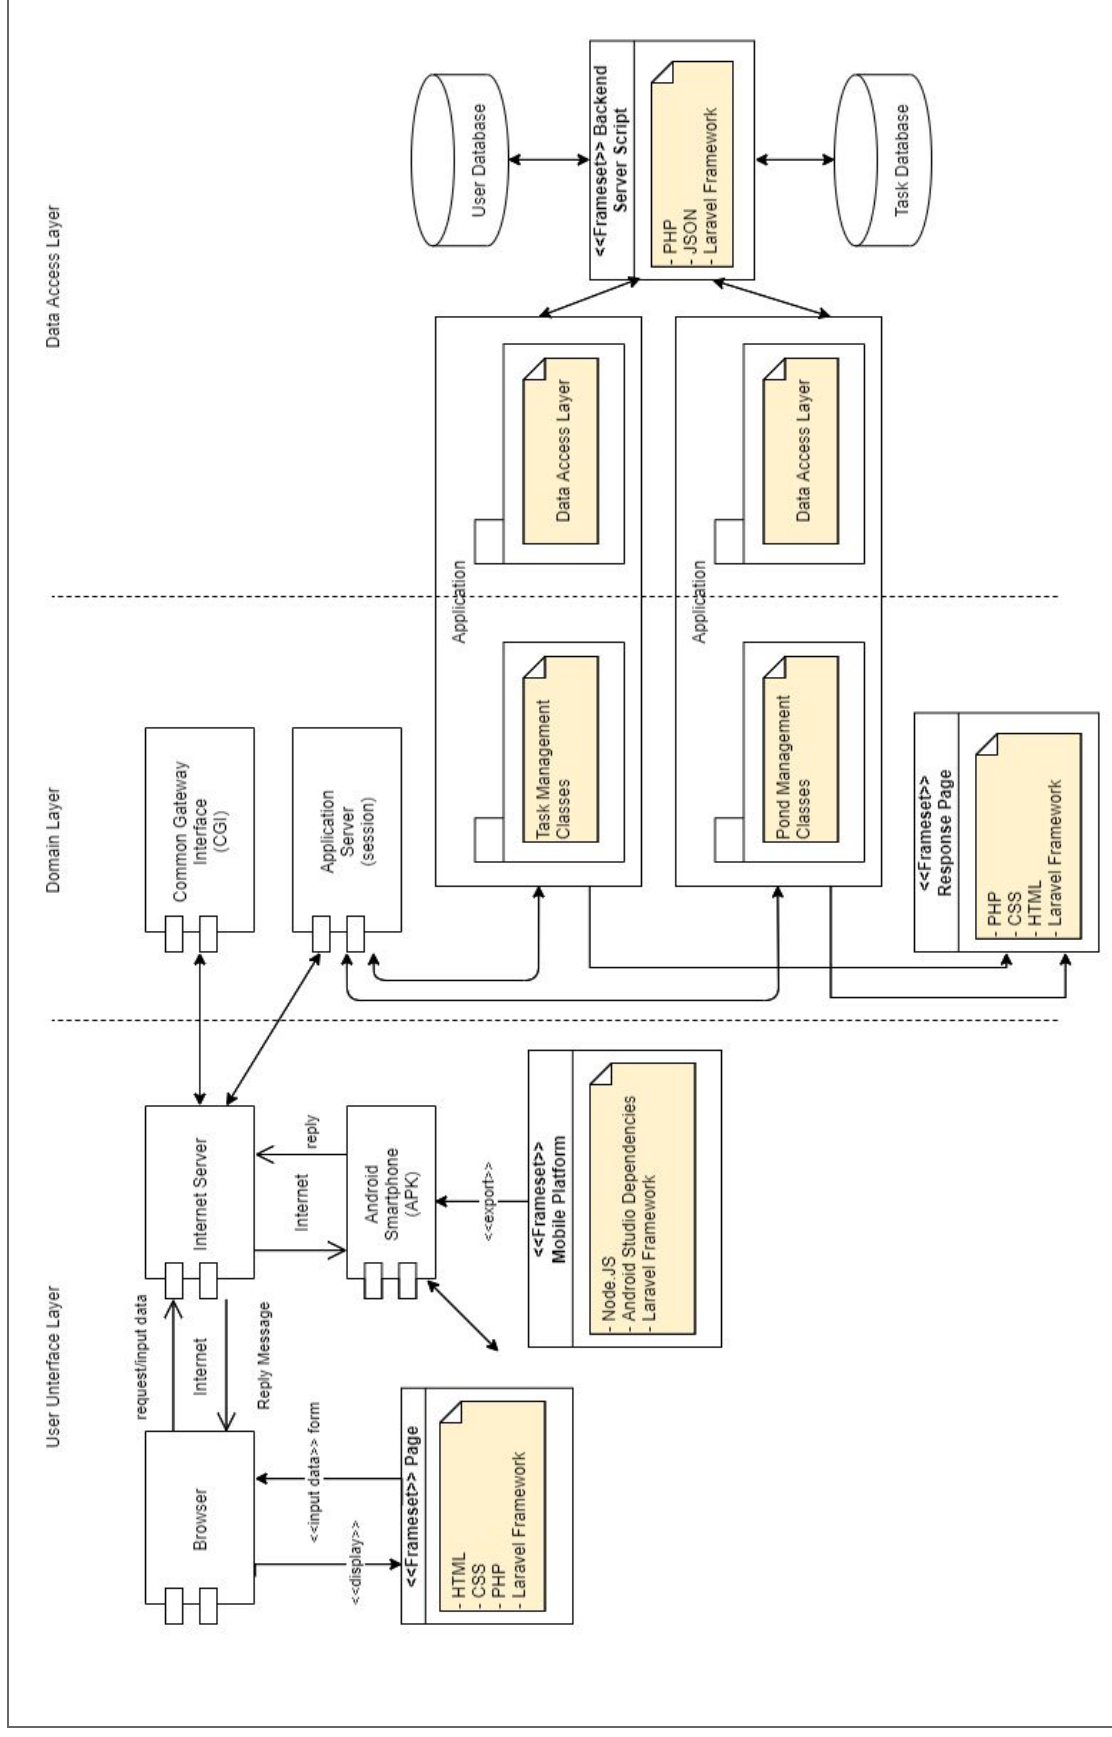 User Unterface Layer
Domain Layer
Data Access Layer
Browser
request/input data
Internet
Reply Message
Internet Server
Common Gateway
Interface
(CGI)
Application
Server
(session)
<<input data>> form
<<display>>
<<Frameset>> Page
- HTML
- CSS
- PHP
- Laravel Framework
Internet
reply
Android
Smartphone
(APK)
<<export>>
<<Frameset>>
Mobile Platform
- Node.JS
- Android Studio Dependencies
- Laravel Framework
Application
Task Management
Classes
Data Access Layer
Application
Pond Management
Classes
Data Access Layer
<<Frameset>>
Response Page
- PHP
- CSS
- HTML
- Laravel Framework
User Database
<<Frameset>> Backend
Server Script
- PHP
- JSON
- Laravel Framework
Task Database